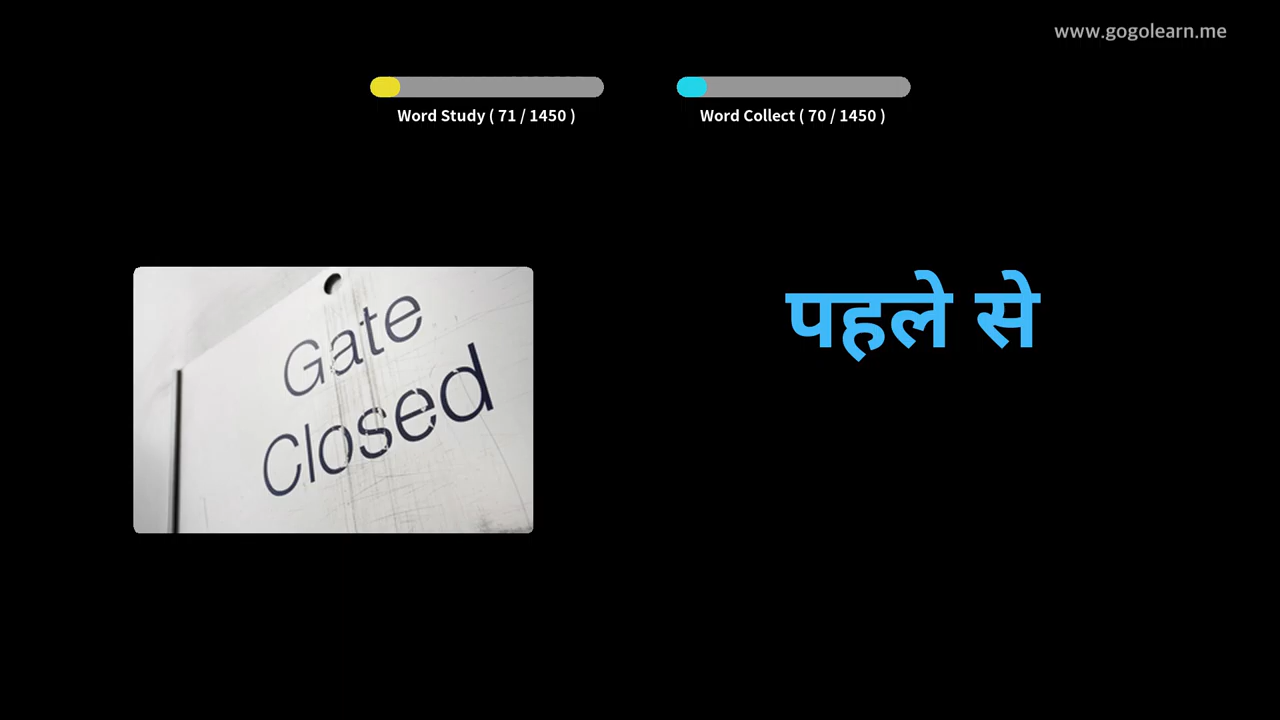 www.gogolearn.me
Word Study ( 71 / 1450 )
Word Collect ( 70 / 1450 )
Gate
Closed
पहले से